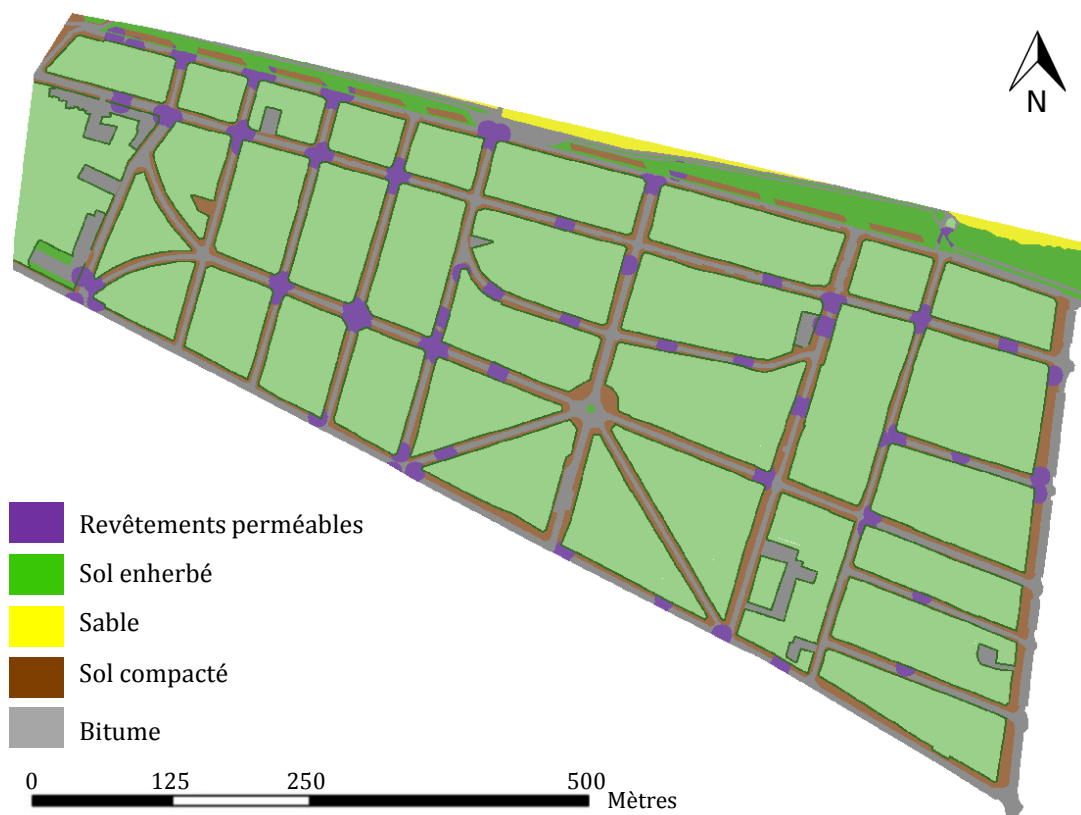 N
Revêtements perméables
Sol enherbé
Sable
Sol compacté
Bitume
0 125 250 500
Mètres